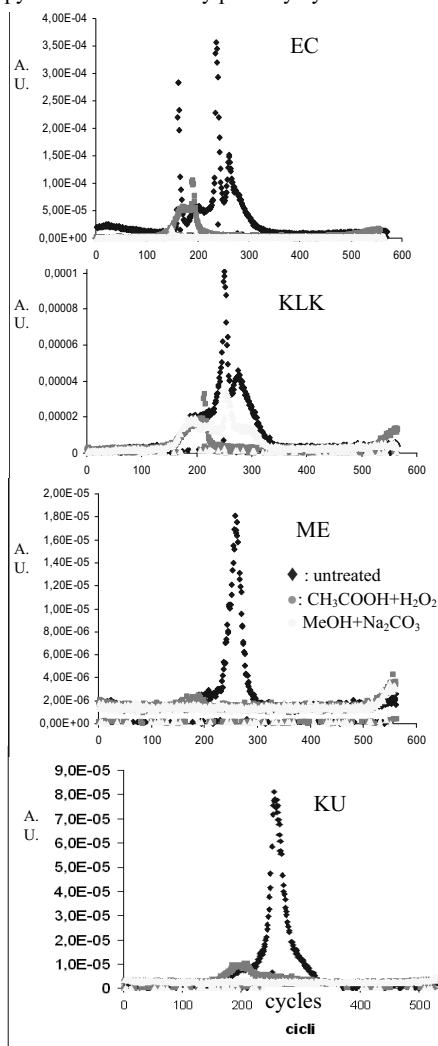 EC
A.
U.
4,00E-04
3,50E-04
3,00E-04
2,50E-04
2,00E-04
1,50E-04
1,00E-04
5,00E-05
0,00E+00
0 100 200 300 400 500 600
KLK
A.
U.
0,0001
0,00008
0,00006
0,00004
0,00002
0
0 100 200 300 400 500 600
ME
A.
U.
2,00E-05
1,80E-05
1,60E-05
1,40E-05
1,20E-05
1,00E-05
8,00E-06
6,00E-06
4,00E-06
2,00E-06
0,00E+00
0 100 200 300 400 500 600
◆ : untreated
●: CH₃COOH+H₂O₂
MeOH+Na₂CO₃
KU
A.
U.
9,0E-05
8,0E-05
7,0E-05
6,0E-05
5,0E-05
4,0E-05
3,0E-05
2,0E-05
1,0E-05
0
0 200 400 500
cycles
cicli